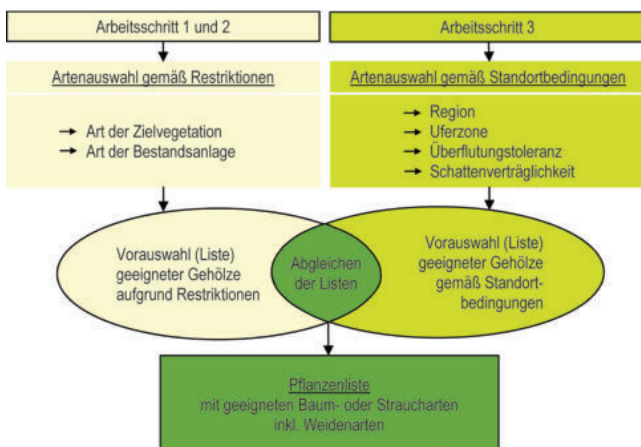 Arbeitsschritt 1 und 2
Artenauswahl gemäß Restriktionen
→ Art der Zielvegetation
→ Art der Bestandsanlage
Arbeitsschritt 3
Artenauswahl gemäß Standortbedingungen
→ Region
→ Uferzone
→ Überflutungstoleranz
→ Schattenverträglichkeit
Vorauswahl (Liste)
geeigneter Gehölze
aufgrund Restriktionen
Abgleichen
der Listen
Vorauswahl (Liste)
geeigneter Gehölze
gemäß Standort-
bedingungen
Pflanzenliste
mit geeigneten Baum- oder Straucharten
inkl. Weidenarten